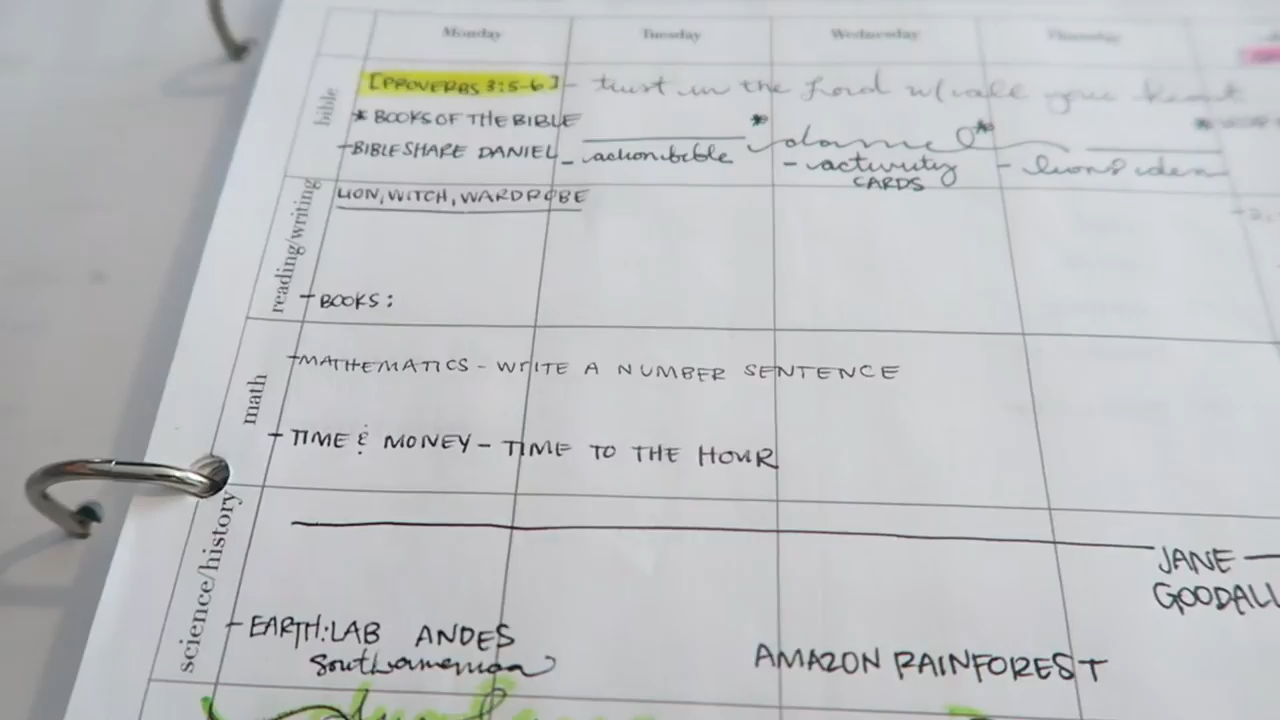 Monday Tuesday Wednesday Thursday
bible
[PROVERBS 3:5-6] - trust in the Lord w/ all your heart
* BOOKS OF THE BIBLE * *
- BIBLE SHARE DANIEL - action bible daniel - lions' den
- activity
CARDS
reading/writing
LION, WITCH, WARDROBE
- BOOKS:
math
- MATHEMATICS - WRITE A NUMBER SENTENCE
- TIME & MONEY - TIME TO THE HOUR
science/history
JANE
GOODALL
- EARTH:LAB ANDES AMAZON RAINFOREST
South america